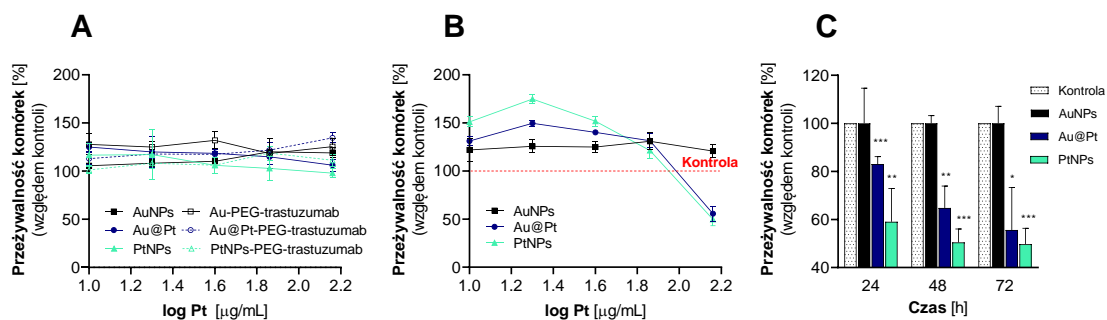 A
Przeżywalność komórek [%]
(względem kontroli)
200
150
100
50
0
AuNPs
Au@Pt
PtNPs
Au-PEG-trastuzumab
Au@Pt-PEG-trastuzumab
PtNPs-PEG-trastuzumab
1.0 1.2 1.4 1.6 1.8 2.0 2.2
log Pt [µg/mL]
B
Przeżywalność komórek [%]
(względem kontroli)
200
150
100
50
0
Kontrola
AuNPs
Au@Pt
PtNPs
1.0 1.2 1.4 1.6 1.8 2.0 2.2
log Pt [µg/mL]
C
Przeżywalność komórek [%]
(względem kontroli)
120
100
80
60
40
***
**
**
***
*
***
24 48 72
Czas [h]
Kontrola
AuNPs
Au@Pt
PtNPs